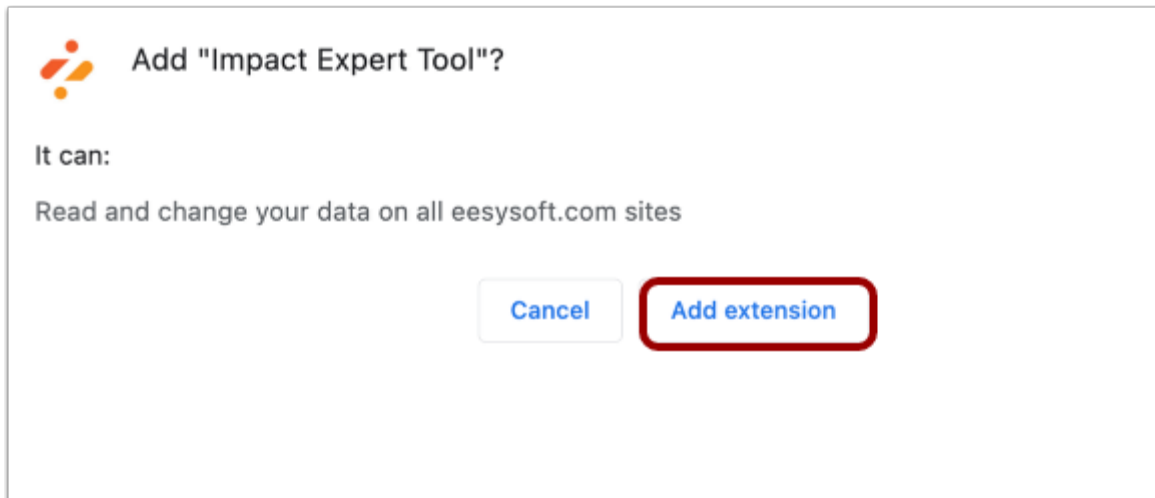 Add "Impact Expert Tool"?
It can:
Read and change your data on all eesysoft.com sites
Cancel Add extension